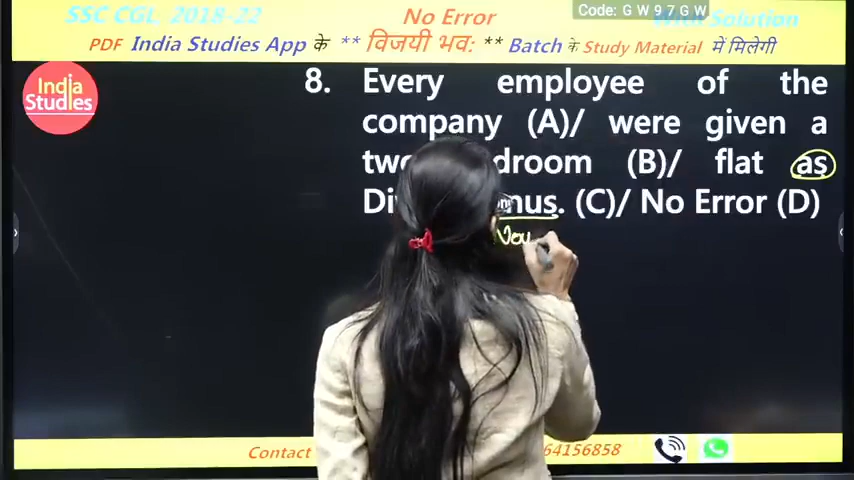 SSC CGL 2018-22
No Error
Code: G W 9 7 G W
With Solution
PDF India Studies App के ** विजयी भव: ** Batch के Study Material में मिलेगी
India
Studies
8. Every employee of the
company (A)/ were given a
droom (B)/ flat as
nus. (C)/ No Error (D)
Nou
Contact
64156858